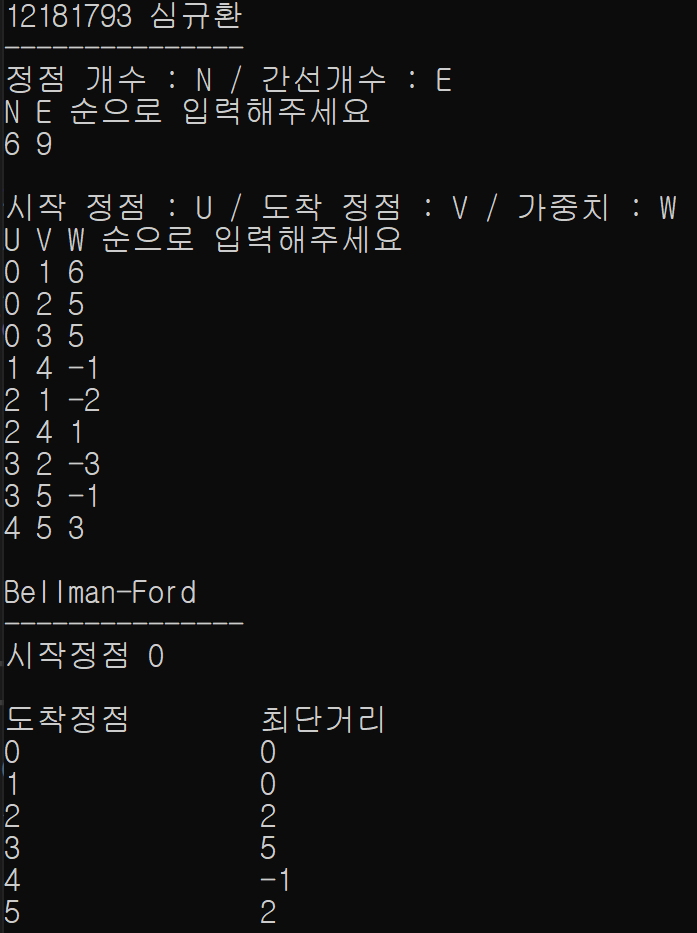 12181793 심규환
---------------
정점 개수 : N / 간선개수 : E
N E 순으로 입력해주세요
6 9
시작 정점 : U / 도착 정점 : V / 가중치 : W
U V W 순으로 입력해주세요
0 1 6
0 2 5
0 3 5
1 4 -1
2 1 -2
2 4 1
3 2 -3
3 5 -1
4 5 3
Bellman-Ford
---------------
시작정점 0
도착정점 최단거리
0 0
1 0
2 2
3 5
4 -1
5 2